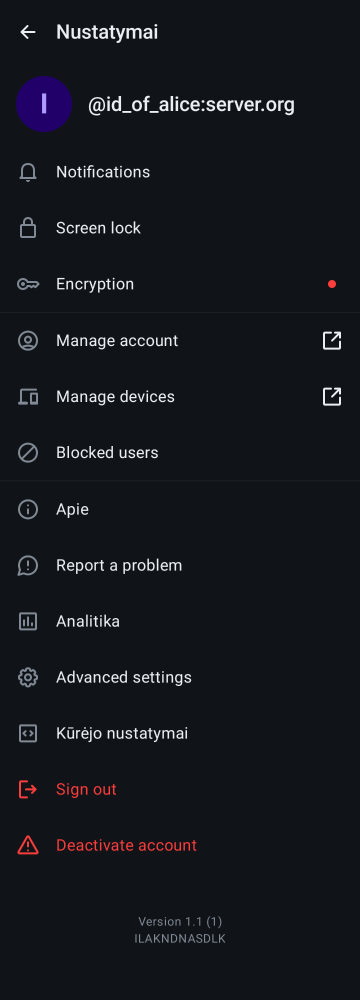 Nustatymai
I
@id_of_alice:server.org
Notifications
Screen lock
Encryption
Manage account
Manage devices
Blocked users
Apie
Report a problem
Analitika
Advanced settings
Kūrėjo nustatymai
Sign out
Deactivate account
Version 1.1 (1)
ILAKNDNASDLK